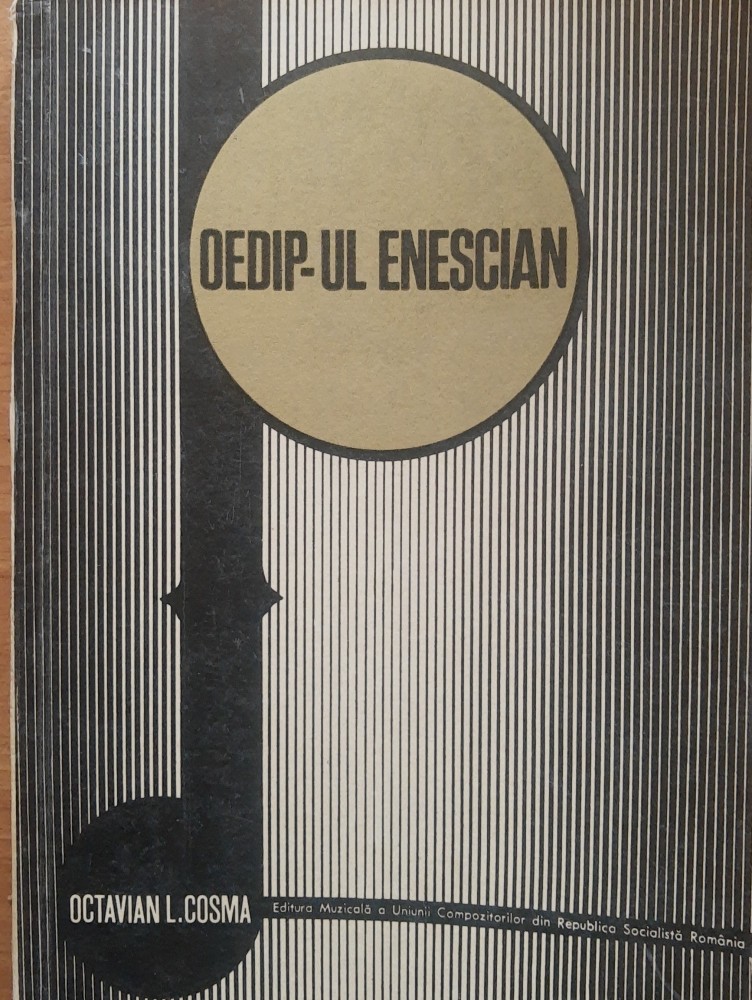 OEDIP-UL ENESCIAN
OCTAVIAN L. COSMA
Editura Muzicală a Uniunii Compozitorilor din Republica Socialistă România